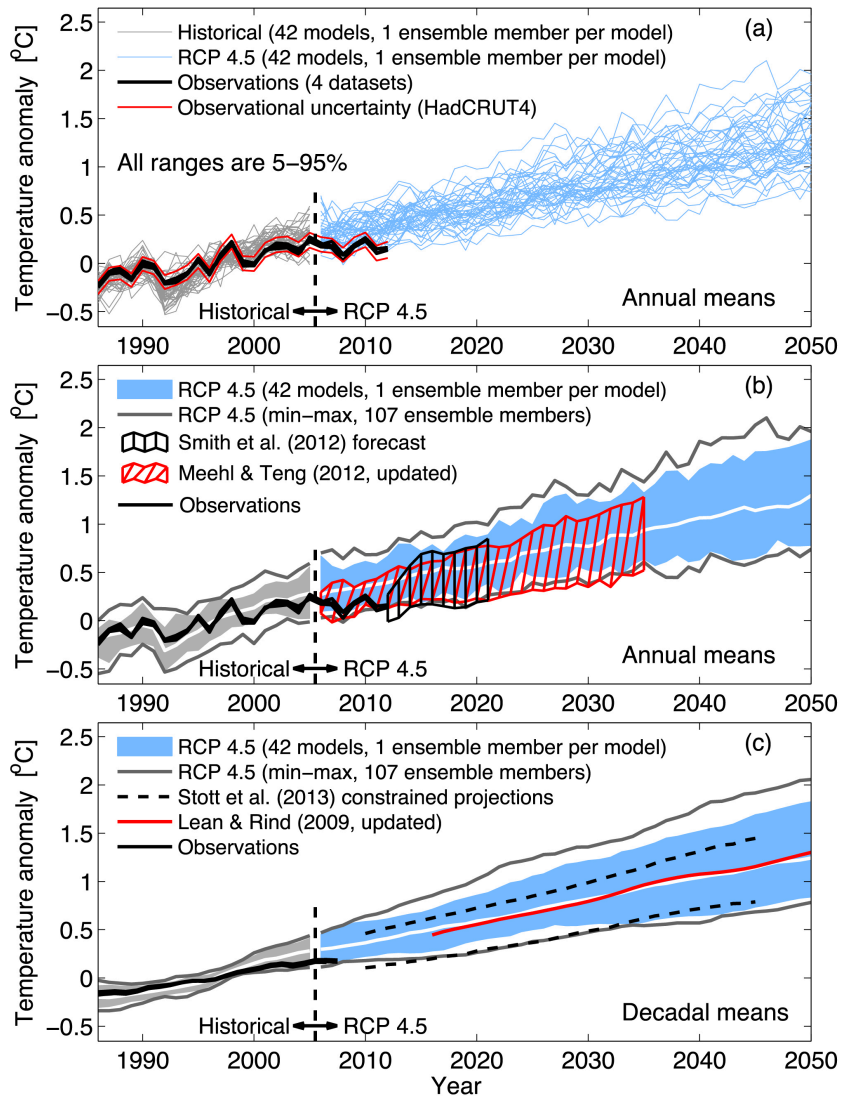 Temperature anomaly [°C]
2.5
2
1.5
1
0.5
0
−0.5
Historical (42 models, 1 ensemble member per model)
RCP 4.5 (42 models, 1 ensemble member per model)
Observations (4 datasets)
Observational uncertainty (HadCRUT4)
(a)
All ranges are 5−95%
Historical
RCP 4.5
Annual means
1990 2000 2010 2020 2030 2040 2050
Temperature anomaly [°C]
2.5
2
1.5
1
0.5
0
−0.5
RCP 4.5 (42 models, 1 ensemble member per model)
RCP 4.5 (min−max, 107 ensemble members)
Smith et al. (2012) forecast
Meehl & Teng (2012, updated)
Observations
(b)
Historical
RCP 4.5
Annual means
1990 2000 2010 2020 2030 2040 2050
Temperature anomaly [°C]
2.5
2
1.5
1
0.5
0
−0.5
RCP 4.5 (42 models, 1 ensemble member per model)
RCP 4.5 (min−max, 107 ensemble members)
Stott et al. (2013) constrained projections
Lean & Rind (2009, updated)
Observations
(c)
Historical
RCP 4.5
Decadal means
1990 2000 2010 2020 2030 2040 2050
Year